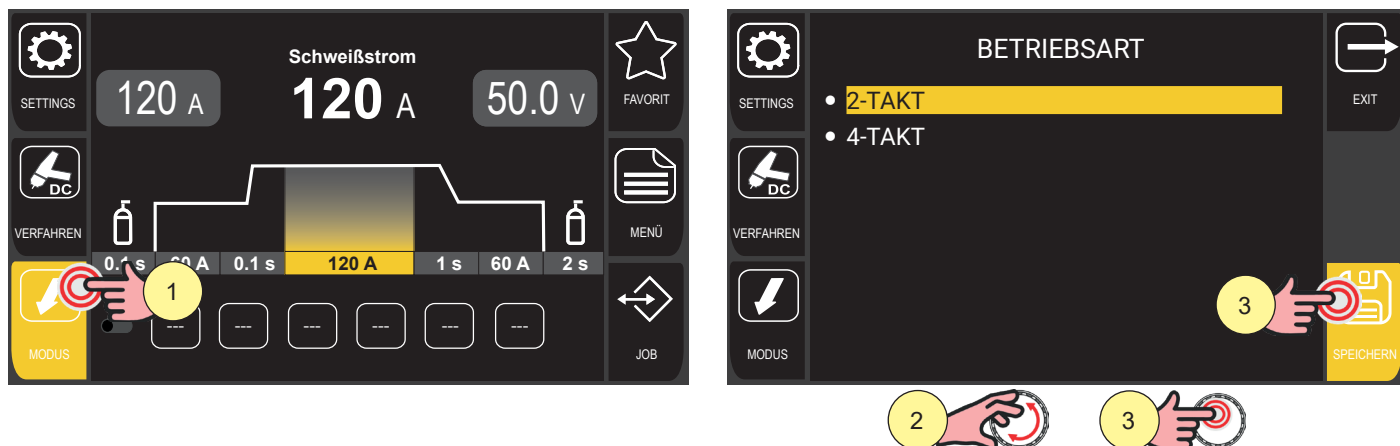 SETTINGS
Schweißstrom
120 A
120 A
50.0 V
FAVORIT
DC
VERFAHREN
MENÜ
0.1 s
60 A
0.1 s
120 A
1 s
60 A
2 s
1
---
---
---
---
---
---
MODUS
JOB
BETRIEBSART
SETTINGS
EXIT
• 2-TAKT
• 4-TAKT
DC
VERFAHREN
3
MODUS
SPEICHERN
2
3